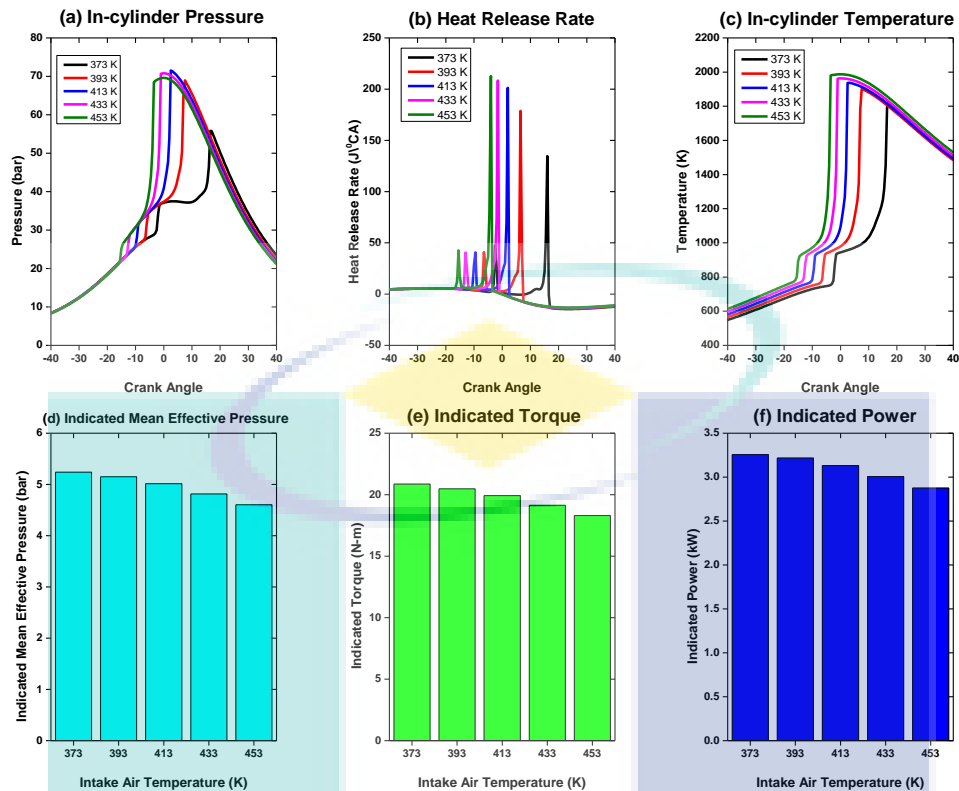 (a) In-cylinder Pressure
373 K
393 K
413 K
433 K
453 K
Pressure (bar)
80
70
60
50
40
30
20
10
0
-40 -30 -20 -10 0 10 20 30 40
Crank Angle
(b) Heat Release Rate
373 K
393 K
413 K
433 K
453 K
Heat Release Rate (J\⁰CA)
250
200
150
100
50
0
-50
-40 -30 -20 -10 0 10 20 30 40
Crank Angle
(c) In-cylinder Temperature
373 K
393 K
413 K
433 K
453 K
Temperature (K)
2200
2000
1800
1600
1400
1200
1000
800
600
400
-40 -30 -20 -10 0 10 20 30 40
Crank Angle
(d) Indicated Mean Effective Pressure
Indicated Mean Effective Pressure (bar)
6
5
4
3
2
1
0
373 393 413 433 453
Intake Air Temperature (K)
(e) Indicated Torque
Indicated Torque (N-m)
25
20
15
10
5
0
373 393 413 433 453
Intake Air Temperature (K)
(f) Indicated Power
Indicated Power (kW)
3.5
3.0
2.5
2.0
1.5
1.0
0.5
0.0
373 393 413 433 453
Intake Air Temperature (K)